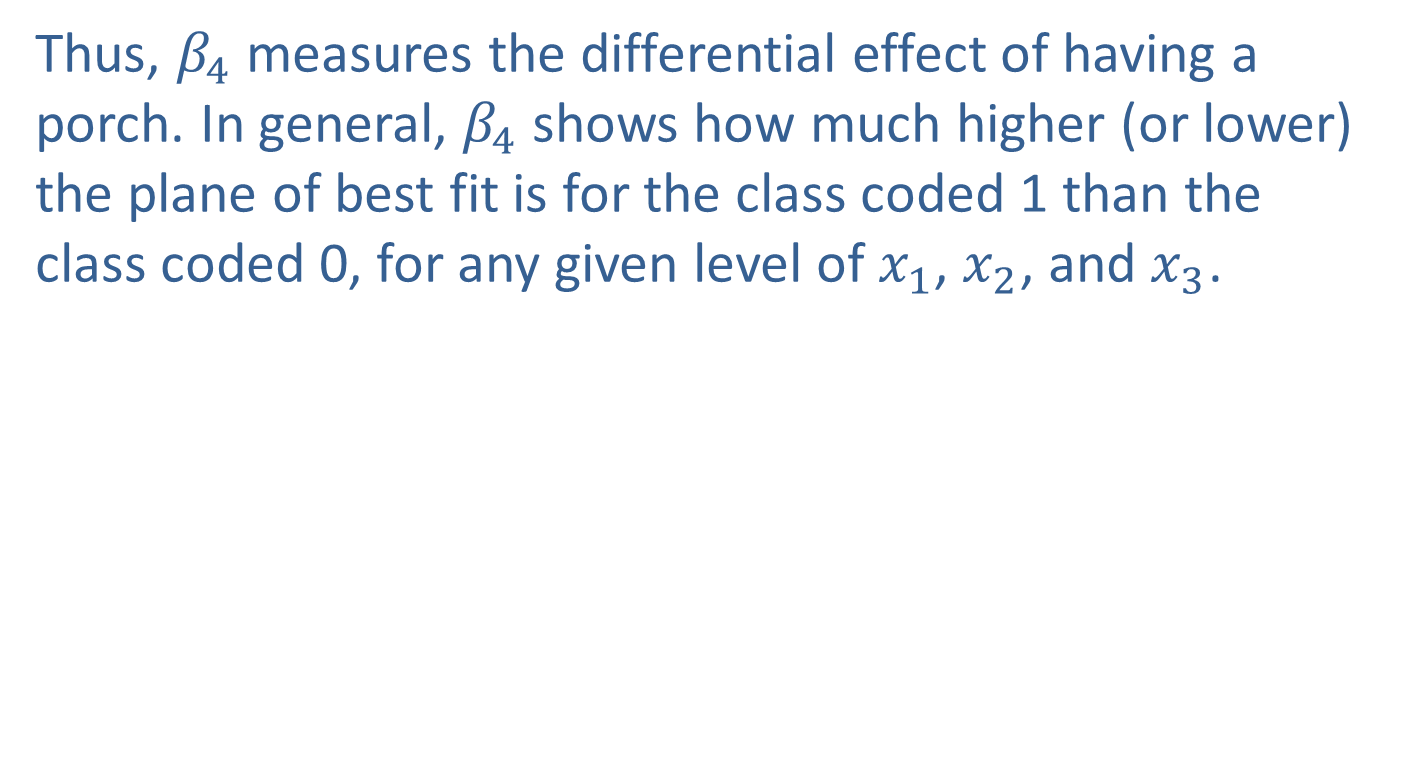 Thus, β₄ measures the differential effect of having a
porch. In general, β₄ shows how much higher (or lower)
the plane of best fit is for the class coded 1 than the
class coded 0, for any given level of x₁, x₂, and x₃.